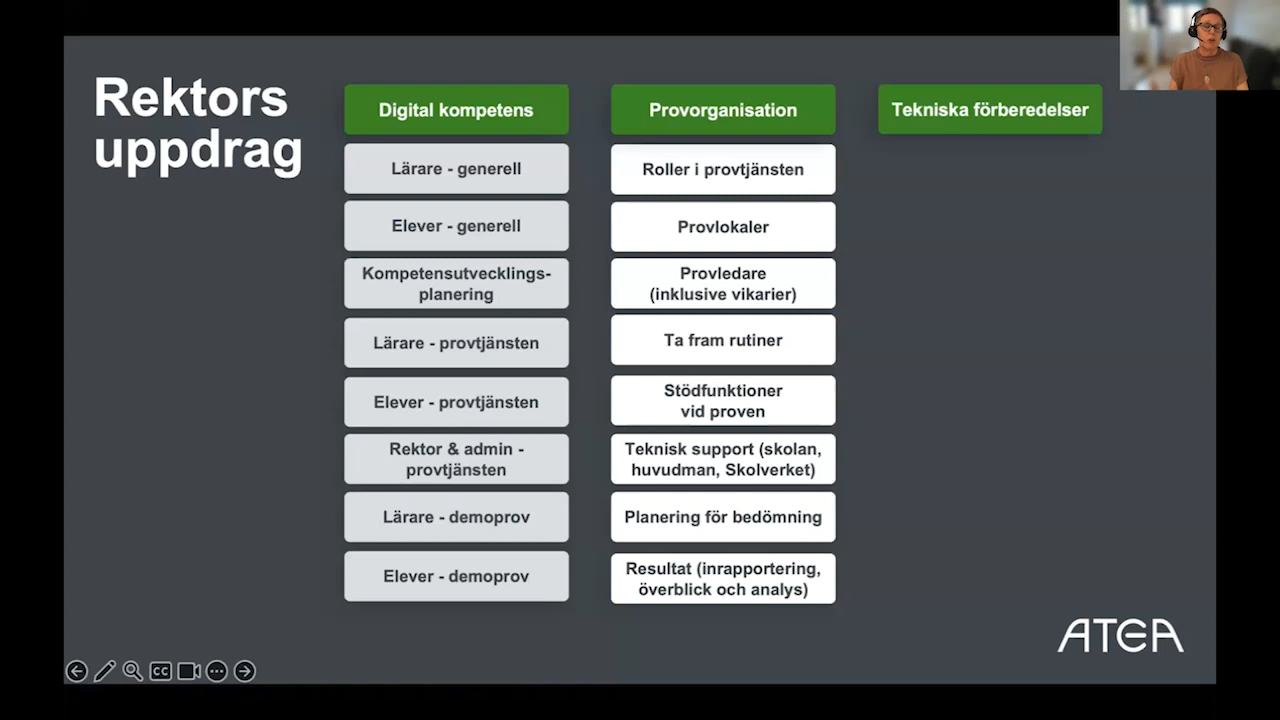 Rektors
uppdrag
Digital kompetens
Lärare - generell
Elever - generell
Kompetensutvecklings-
planering
Lärare - provtjänsten
Elever - provtjänsten
Rektor & admin -
provtjänsten
Lärare - demoprov
Elever - demoprov
Provorganisation
Roller i provtjänsten
Provlokaler
Provledare
(inklusive vikarier)
Ta fram rutiner
Stödfunktioner
vid proven
Teknisk support (skolan,
huvudman, Skolverket)
Planering för bedömning
Resultat (inrapportering,
överblick och analys)
Tekniska förberedelser
ATEA
CC